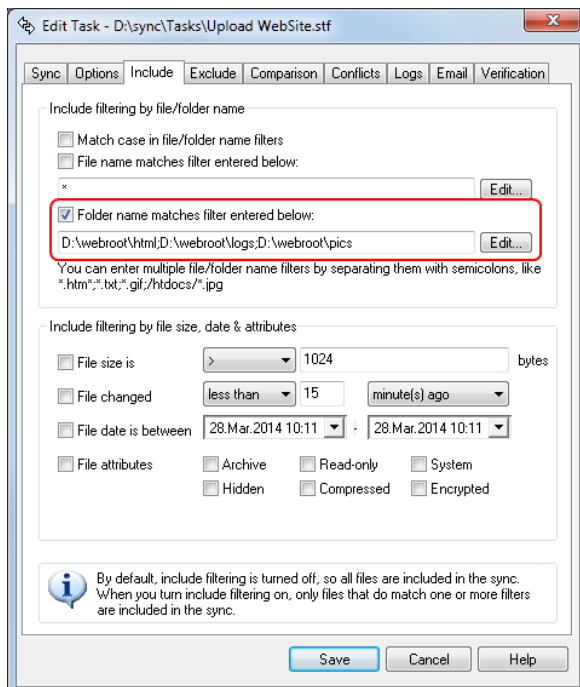 Edit Task - D:\sync\Tasks\Upload WebSite.stf
Sync Options Include Exclude Comparison Conflicts Logs Email Verification
Include filtering by file/folder name
Match case in file/folder name filters
File name matches filter entered below:
* Edit...
Folder name matches filter entered below:
D:\webroot\html;D:\webroot\logs;D:\webroot\pics Edit...
You can enter multiple file/folder name filters by separating them with semicolons, like
*.htm*;*.txt;*.gif;/htdocs/*.jpg
Include filtering by file size, date & attributes
File size is > 1024 bytes
File changed less than 15 minute(s) ago
File date is between 28.Mar.2014 10:11 - 28.Mar.2014 10:11
File attributes Archive Read-only System
Hidden Compressed Encrypted
By default, include filtering is turned off, so all files are included in the sync.
When you turn include filtering on, only files that do match one or more filters
are included in the sync.
Save Cancel Help